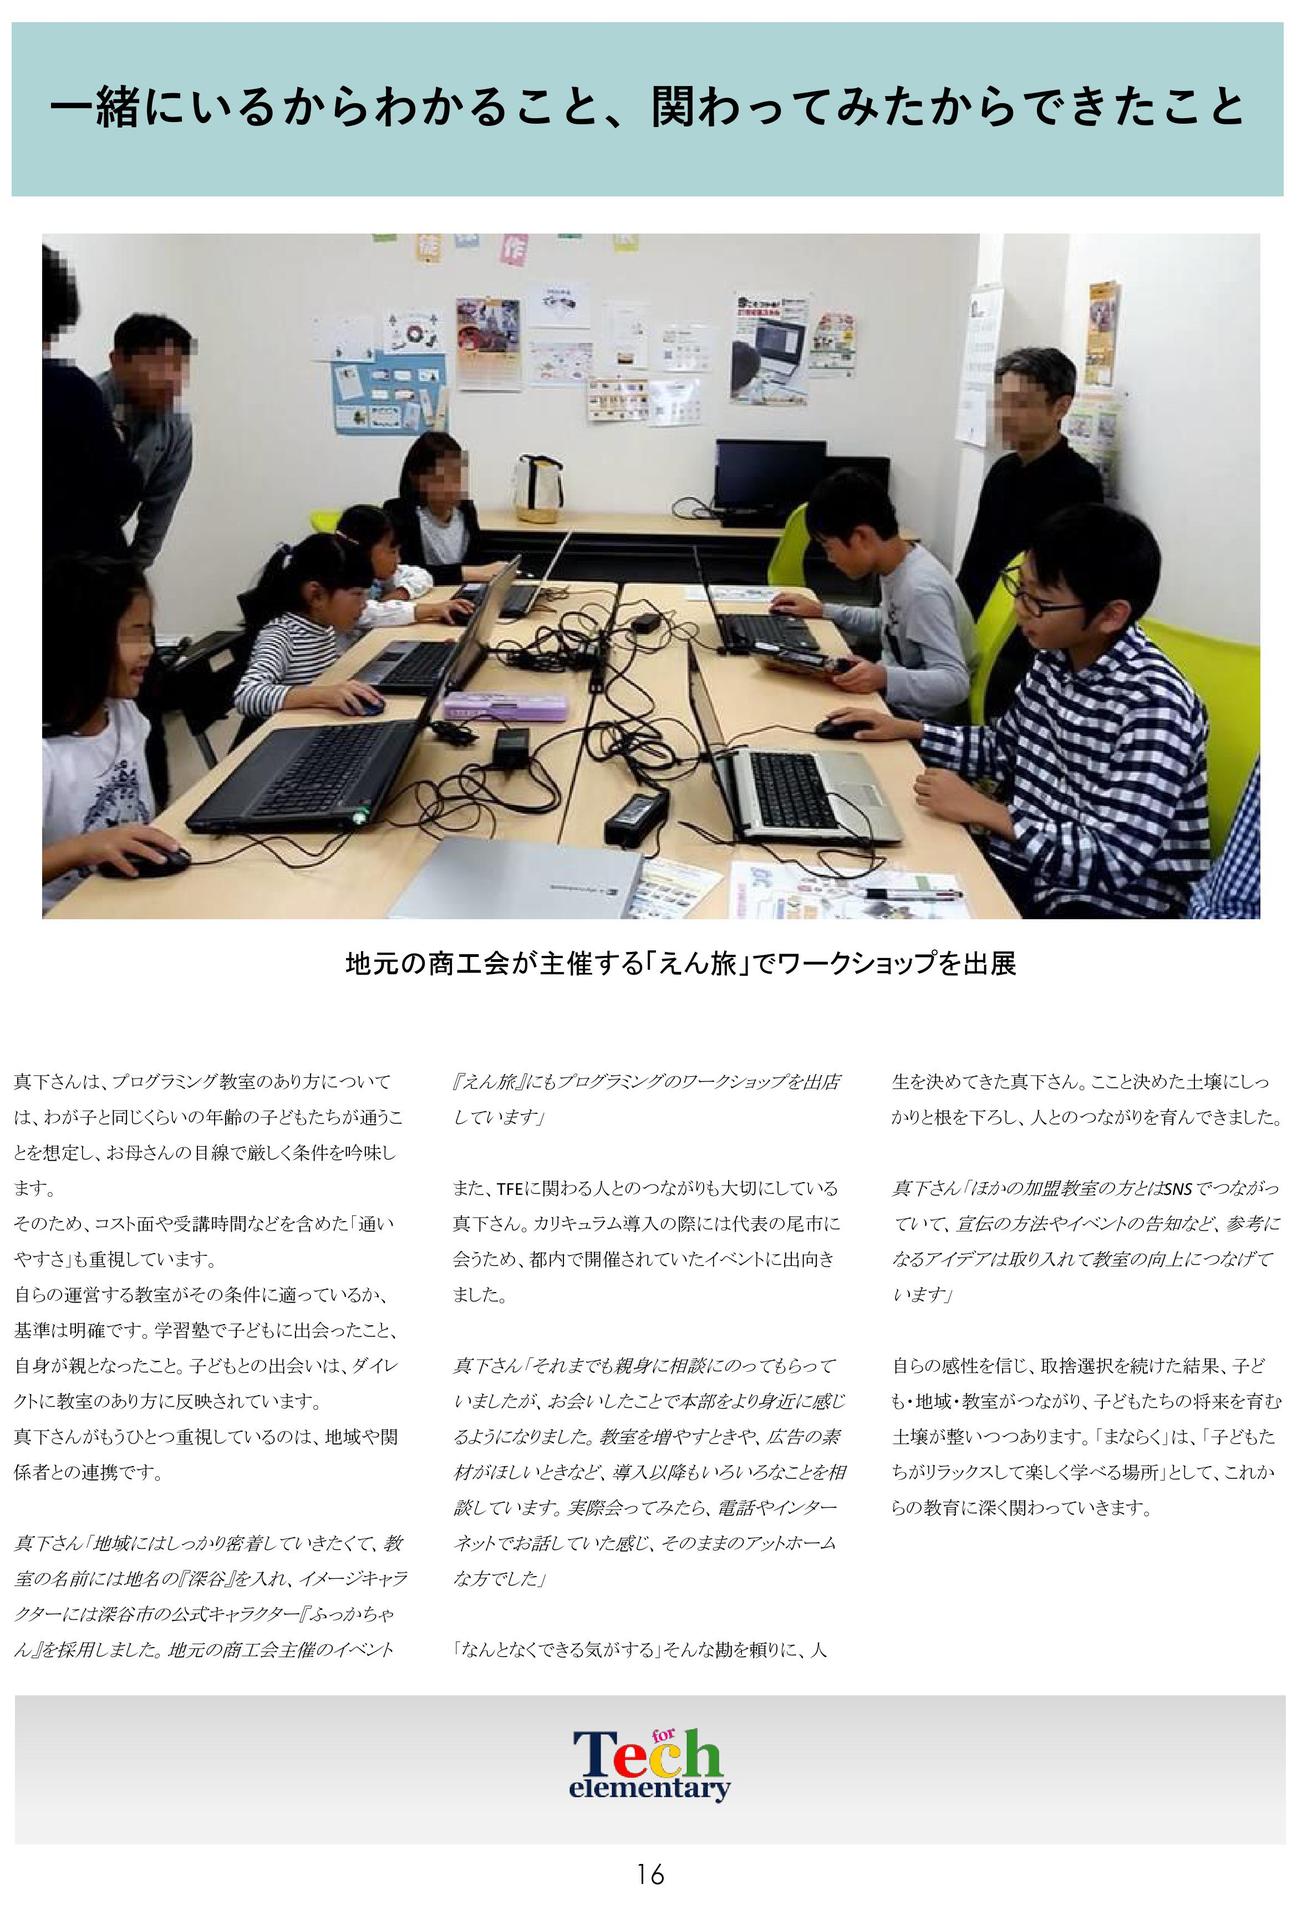 一緒にいるからわかること、関わってみたからできたこと
徒
作
地元の商工会が主催する「えん旅」でワークショップを出展
真下さんは、プログラミング教室のあり方について
は、わが子と同じくらいの年齢の子どもたちが通うこ
とを想定し、お母さんの目線で厳しく条件を吟味し
ます。
そのため、コスト面や受講時間などを含めた「通い
やすさ」も重視しています。
自らの運営する教室がその条件に適っているか、
基準は明確です。学習塾で子どもに出会ったこと、
自身が親となったこと。子どもとの出会いは、ダイレ
クトに教室のあり方に反映されています。
真下さんがもうひとつ重視しているのは、地域や関
係者との連携です。
真下さん「地域にはしっかり密着していきたくて、教
室の名前には地名の『深谷』を入れ、イメージキャラ
クターには深谷市の公式キャラクター『ふっかちゃ
ん』を採用しました。地元の商工会主催のイベント
『えん旅』にもプログラミングのワークショップを出店
しています」
また、TFEに関わる人とのつながりも大切にしている
真下さん。カリキュラム導入の際には代表の尾市に
会うため、都内で開催されていたイベントに出向き
ました。
真下さん「それまでも親身に相談にのってもらって
いましたが、お会いしたことで本部をより身近に感じ
るようになりました。教室を増やすときや、広告の素
材がほしいときなど、導入以降もいろいろなことを相
談しています。実際会ってみたら、電話やインター
ネットでお話していた感じ、そのままのアットホーム
な方でした」
「なんとなくできる気がする」そんな勘を頼りに、人
生を決めてきた真下さん。ここと決めた土壌にしっ
かりと根を下ろし、人とのつながりを育んできました。
真下さん「ほかの加盟教室の方とはSNSでつながっ
ていて、宣伝の方法やイベントの告知など、参考に
なるアイデアは取り入れて教室の向上につなげて
います」
自らの感性を信じ、取捨選択を続けた結果、子ど
も・地域・教室がつながり、子どもたちの将来を育む
土壌が整いつつあります。「まならく」は、「子どもた
ちがリラックスして楽しく学べる場所」として、これか
らの教育に深く関わっていきます。
Tech for
elementary
16